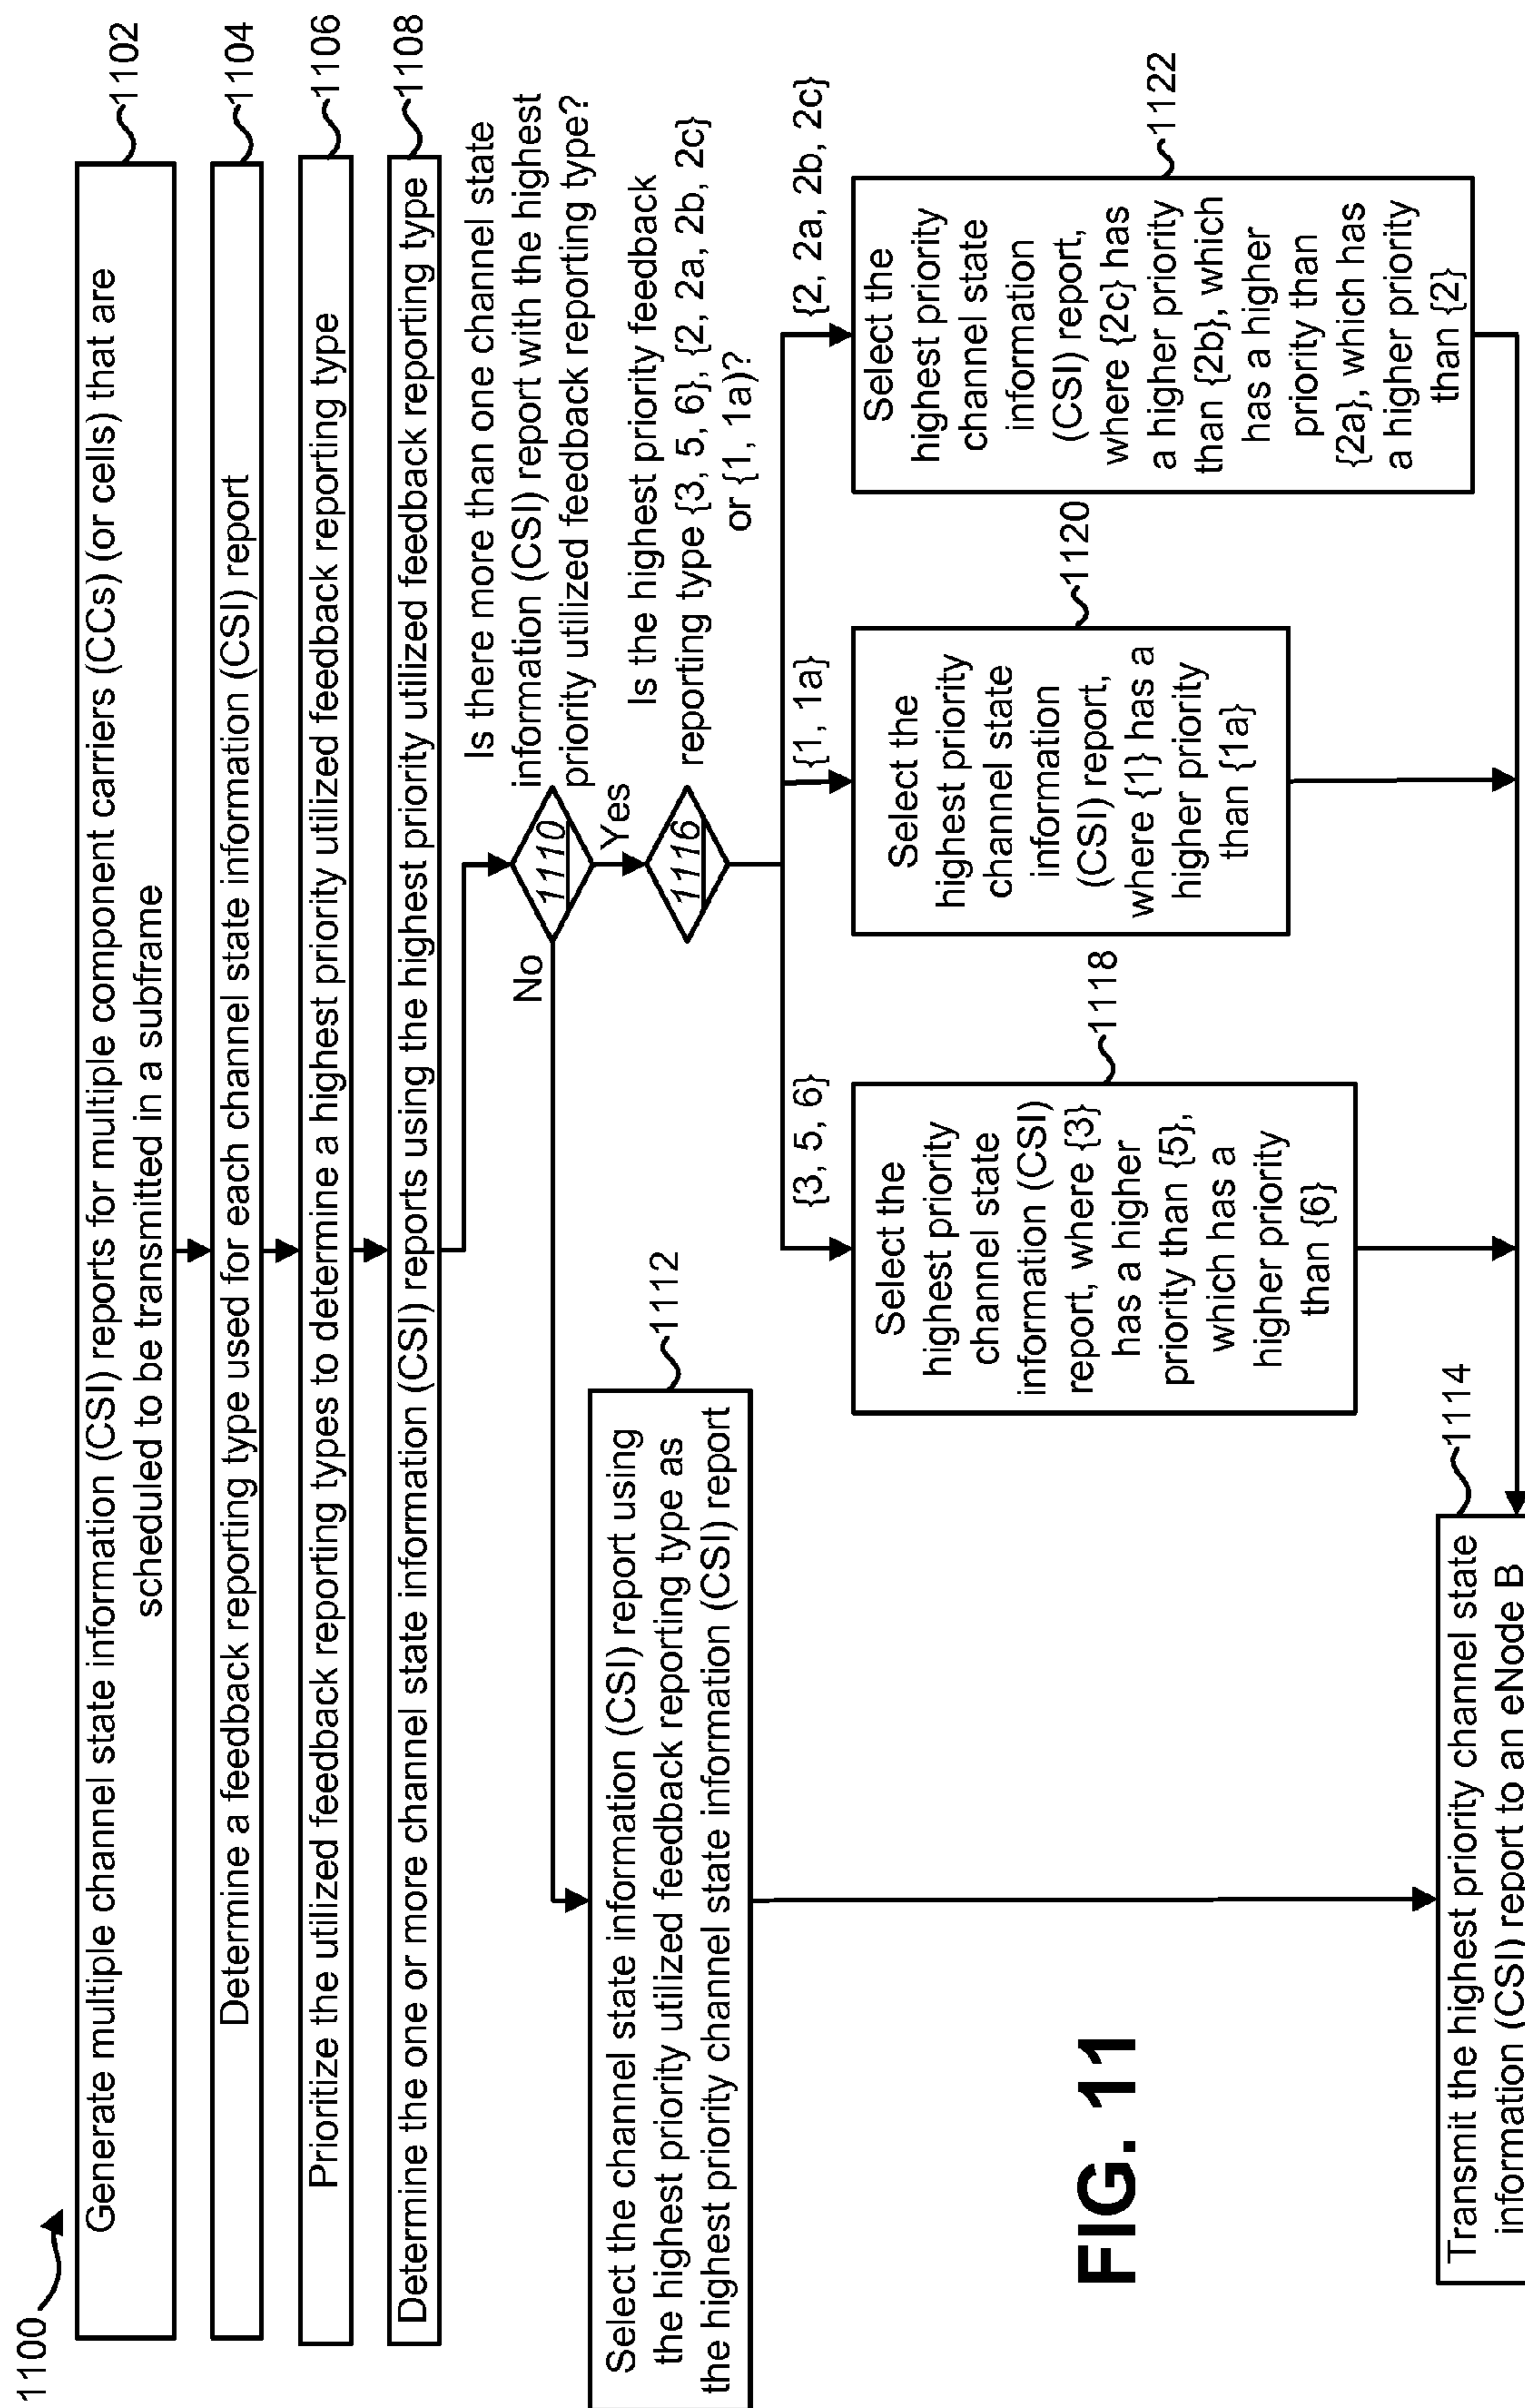 1100
Generate multiple channel state information (CSI) reports for multiple component carriers (CCs) (or cells) that are
scheduled to be transmitted in a subframe
1102
Determine a feedback reporting type used for each channel state information (CSI) report
1104
Prioritize the utilized feedback reporting types to determine a highest priority utilized feedback reporting type
1106
Determine the one or more channel state information (CSI) reports using the highest priority utilized feedback reporting type
1108
Is there more than one channel state
information (CSI) report with the highest
priority utilized feedback reporting type?
1110
No
Yes
Select the channel state information (CSI) report using
the highest priority utilized feedback reporting type as
the highest priority channel state information (CSI) report
1112
Is the highest priority feedback
reporting type {3, 5, 6}, {2, 2a, 2b, 2c}
or {1, 1a)?
1116
{3, 5, 6}
Select the
highest priority
channel state
information (CSI)
report, where {3}
has a higher
priority than {5},
which has a
higher priority
than {6}
1118
{1, 1a}
Select the
highest priority
channel state
information
(CSI) report,
where {1} has a
higher priority
than {1a}
1120
{2, 2a, 2b, 2c}
Select the
highest priority
channel state
information
(CSI) report,
where {2c} has
a higher priority
than {2b}, which
has a higher
priority than
{2a}, which has
a higher priority
than {2}
1122
Transmit the highest priority channel state
information (CSI) report to an eNode B
1114
FIG. 11